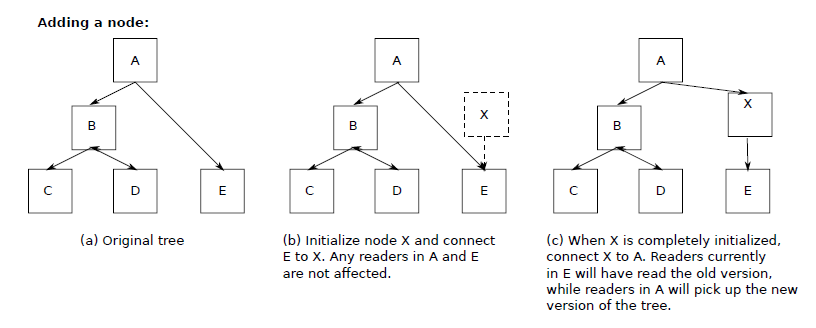 Adding a node:
A
B
C
D
E
(a) Original tree
A
X
B
C
D
E
(b) Initialize node X and connect
E to X. Any readers in A and E
are not affected.
A
X
B
C
D
E
(c) When X is completely initialized,
connect X to A. Readers currently
in E will have read the old version,
while readers in A will pick up the new
version of the tree.